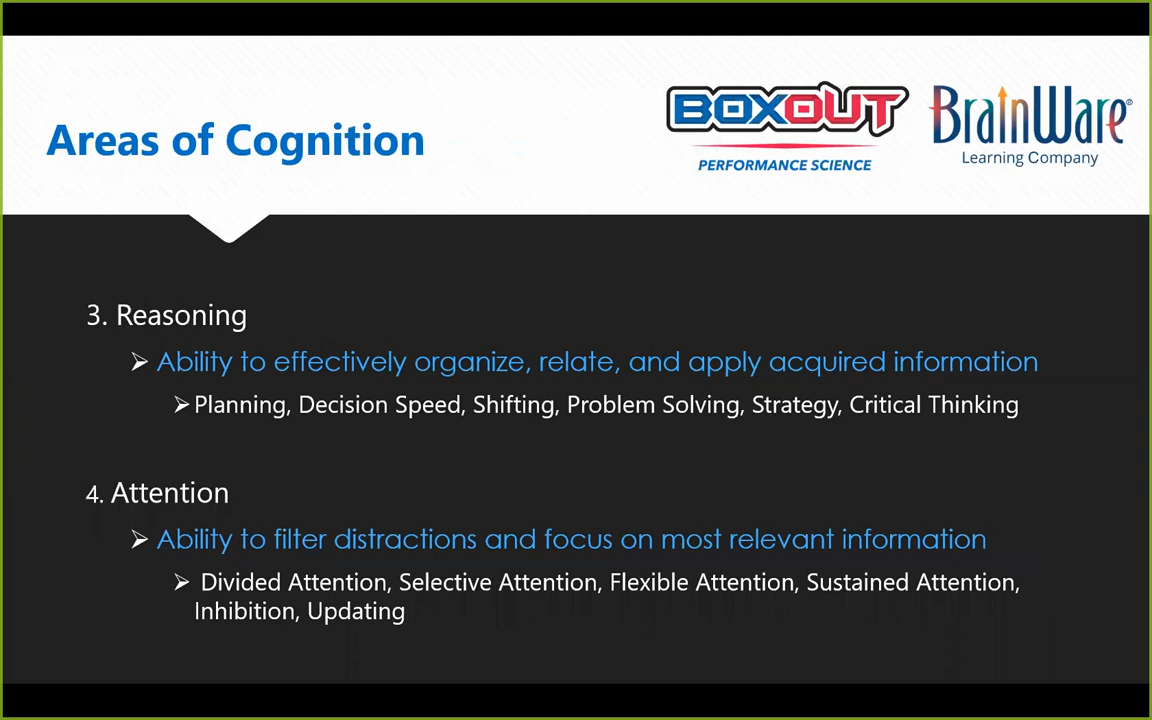 Areas of Cognition
BOXOUT
PERFORMANCE SCIENCE
BrainWare®
Learning Company
3. Reasoning
Ability to effectively organize, relate, and apply acquired information
Planning, Decision Speed, Shifting, Problem Solving, Strategy, Critical Thinking
4. Attention
Ability to filter distractions and focus on most relevant information
Divided Attention, Selective Attention, Flexible Attention, Sustained Attention,
Inhibition, Updating